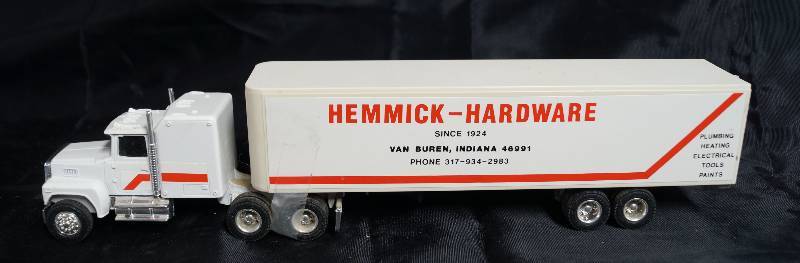 HEMMICK-HARDWARE
SINCE 1924
VAN BUREN, INDIANA 46991
PHONE 317-934-2983
PLUMBING
HEATING
ELECTRICAL
TOOLS
PAINTS